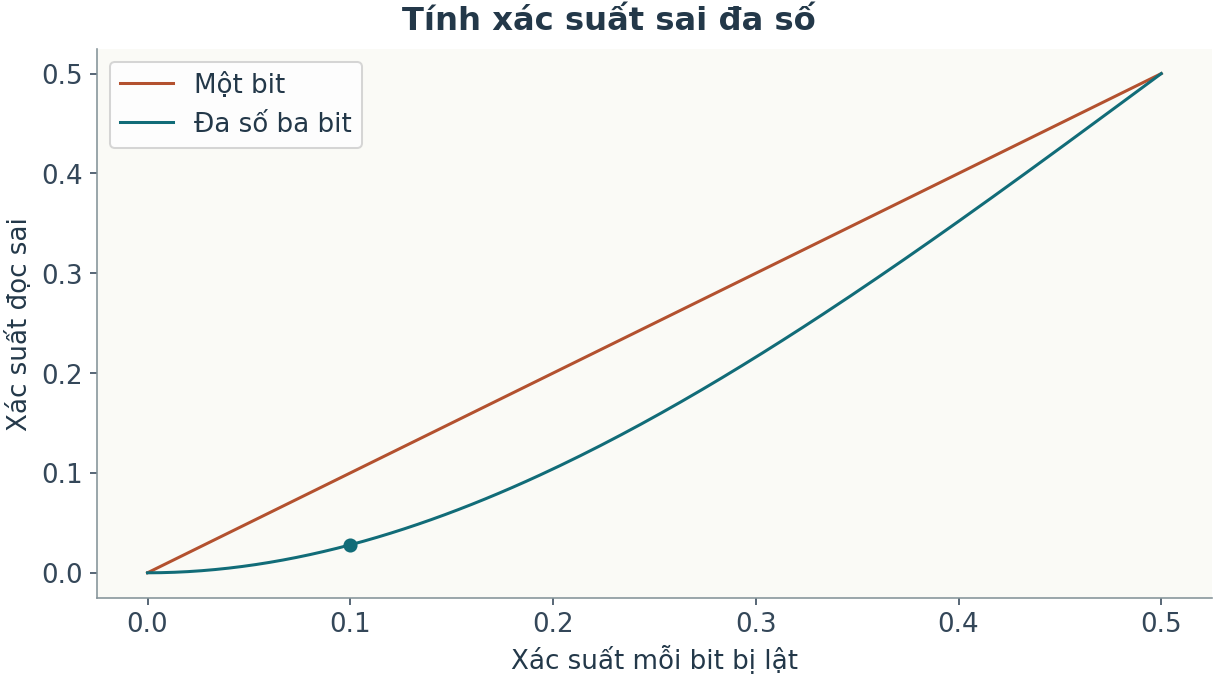 Tính xác suất sai đa số
Một bit
Đa số ba bit
Xác suất đọc sai
0.5
0.4
0.3
0.2
0.1
0.0
0.0 0.1 0.2 0.3 0.4 0.5
Xác suất mỗi bit bị lật